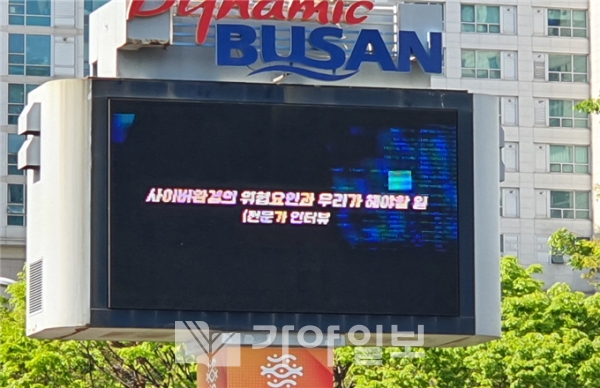 Dynamic
BUSAN
사이버환경의 위험요인과 우리가 해야할 일
(전문가 인터뷰
가야일보